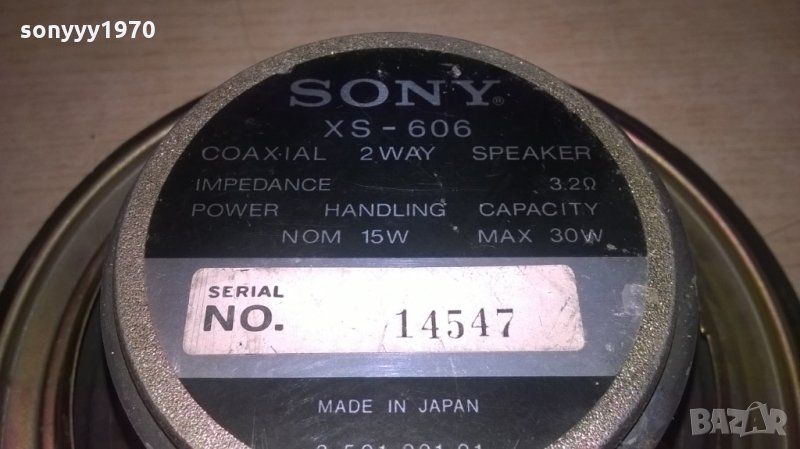 sonyyy1970
SONY®
XS-606
COAXIAL 2WAY SPEAKER
IMPEDANCE 3.2Ω
POWER HANDLING CAPACITY
NOM 15W MAX 30W
SERIAL
NO. 14547
MADE IN JAPAN
BAZAR